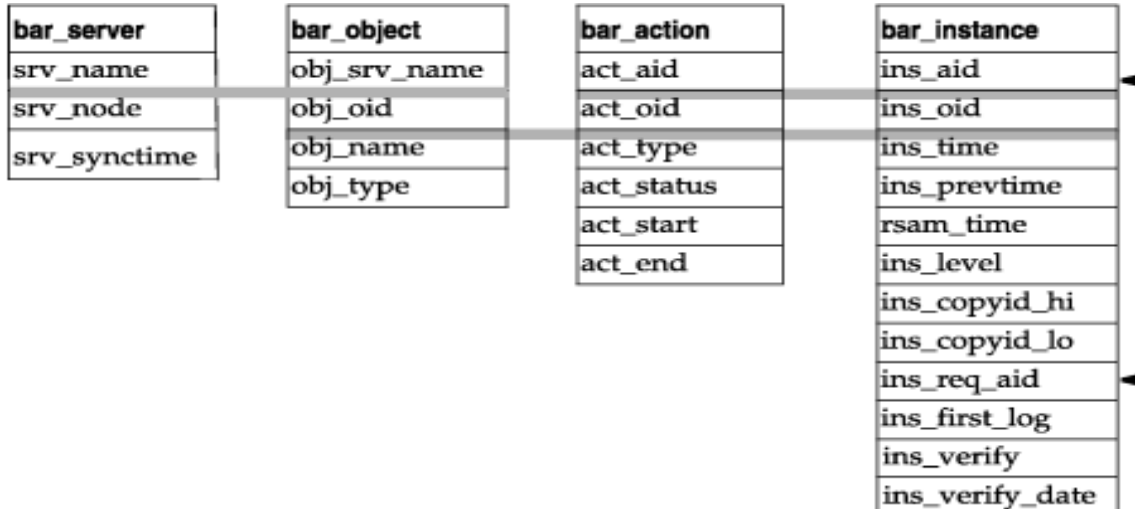 bar_server
srv_name
srv_node
srv_synctime
bar_object
obj_srv_name
obj_oid
obj_name
obj_type
bar_action
act_aid
act_oid
act_type
act_status
act_start
act_end
bar_instance
ins_aid
ins_oid
ins_time
ins_prevtime
rsam_time
ins_level
ins_copyid_hi
ins_copyid_lo
ins_req_aid
ins_first_log
ins_verify
ins_verify_date